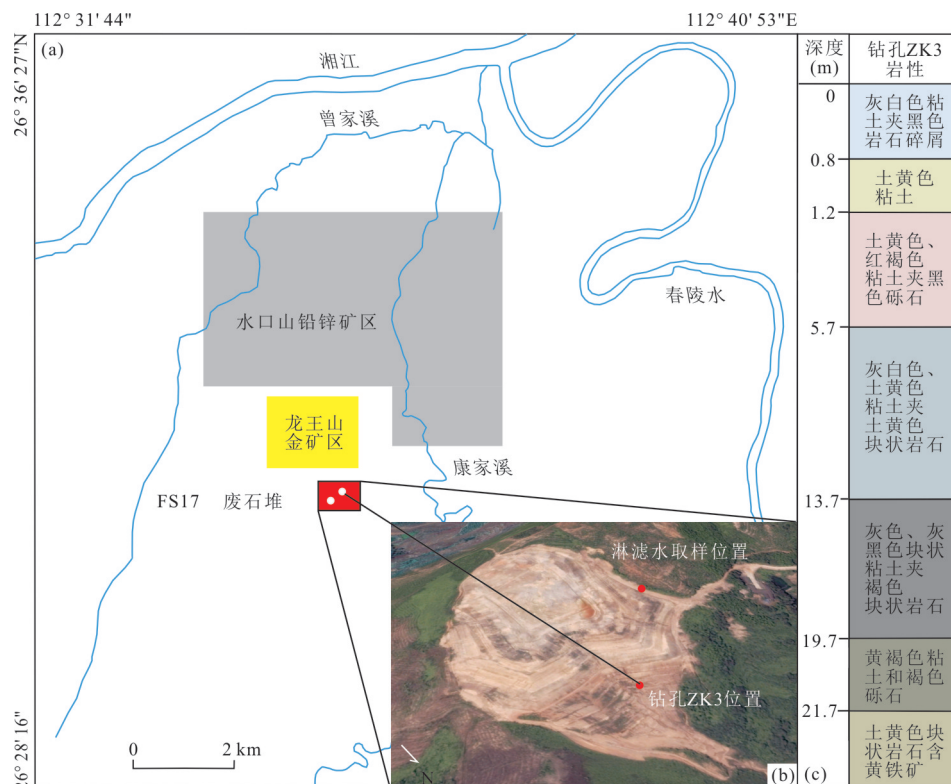 112° 31′ 44″
112° 40′ 53″E
26° 36′ 27″N
26° 28′ 16″
(a)
湘江
曾家溪
水口山铅锌矿区
舂陵水
龙王山
金矿区
康家溪
FS17 废石堆
0 2 km
淋滤水取样位置
钻孔ZK3位置
N
(b)
深度
(m)
钻孔ZK3
岩性
0
灰白色粘
土夹黑色
岩石碎屑
0.8
土黄色
粘土
1.2
土黄色、
红褐色
粘土夹黑
色砾石
5.7
灰白色、
土黄色
粘土夹
土黄色
块状岩石
13.7
灰色、灰
黑色块状
粘土夹
褐色
块状岩石
19.7
黄褐色粘
土和褐色
砾石
21.7
土黄色块
状岩石含
黄铁矿
(c)